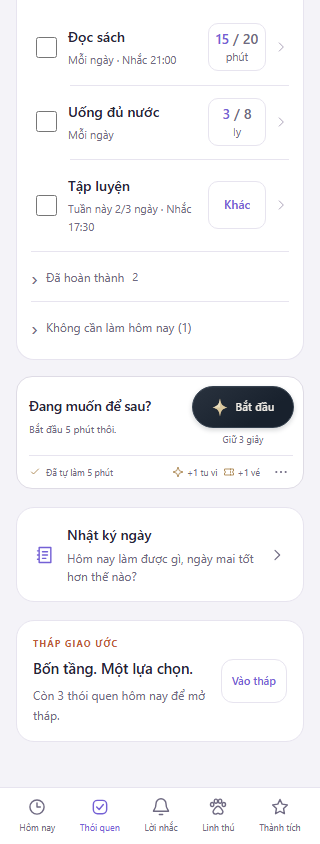 Đọc sách
15 / 20
Mỗi ngày · Nhắc 21:00
phút
Uống đủ nước
3 / 8
Mỗi ngày
ly
Tập luyện
Tuần này 2/3 ngày · Nhắc
17:30
Khác
Đã hoàn thành 2
Không cần làm hôm nay (1)
Đang muốn để sau?
Bắt đầu 5 phút thôi.
Bắt đầu
Giữ 3 giây
Đã tự làm 5 phút
+1 tu vi
+1 vé
Nhật ký ngày
Hôm nay làm được gì, ngày mai tốt
hơn thế nào?
THÁP GIAO ƯỚC
Bốn tầng. Một lựa chọn.
Còn 3 thói quen hôm nay để mở
tháp.
Vào tháp
Hôm nay
Thói quen
Lời nhắc
Linh thú
Thành tích